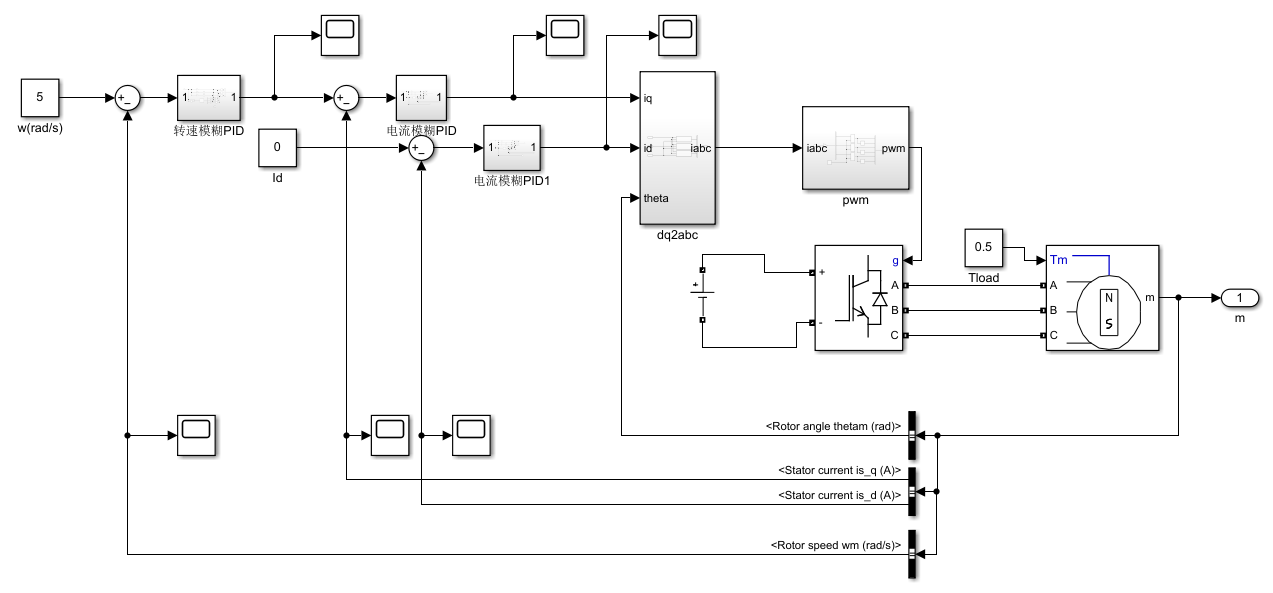 5
w(rad/s)
+
_
1
1
转速模糊PID
+
_
1
1
电流模糊PID
0
Id
+
_
1
1
电流模糊PID1
iq
id
theta
iabc
dq2abc
iabc
pwm
pwm
+
+
-
g
A
B
C
0.5
Tload
Tm
A
B
C
N
S
m
1
m
<Rotor angle thetam (rad)>
<Stator current is_q (A)>
<Stator current is_d (A)>
<Rotor speed wm (rad/s)>